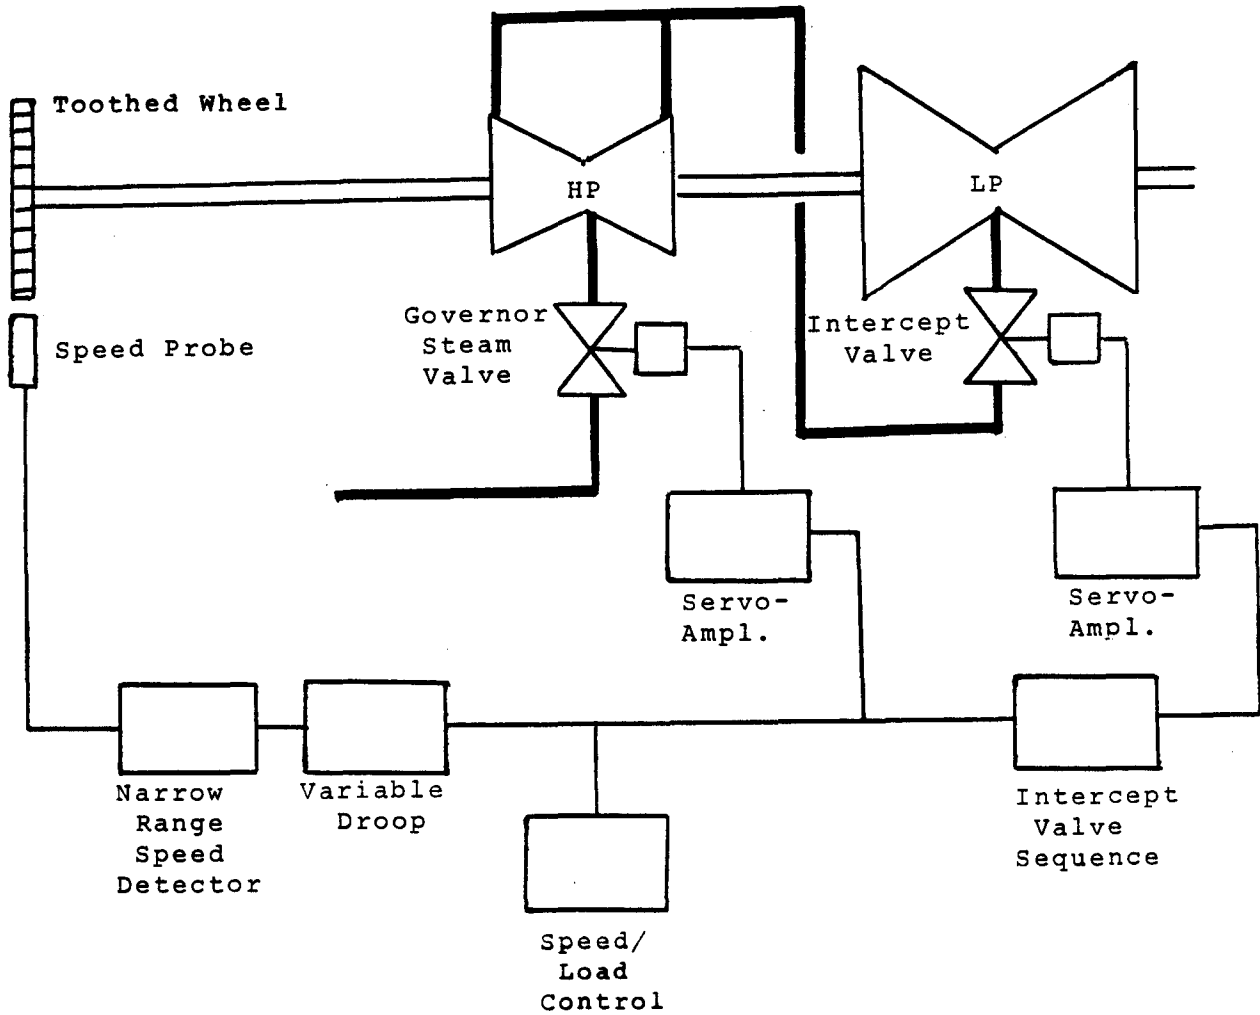 Toothed Wheel
HP
LP
Governor
Steam
Valve
Intercept
Valve
Speed Probe
Servo-
Ampl.
Servo-
Ampl.
Narrow
Range
Speed
Detector
Variable
Droop
Intercept
Valve
Sequence
Speed/
Load
Control